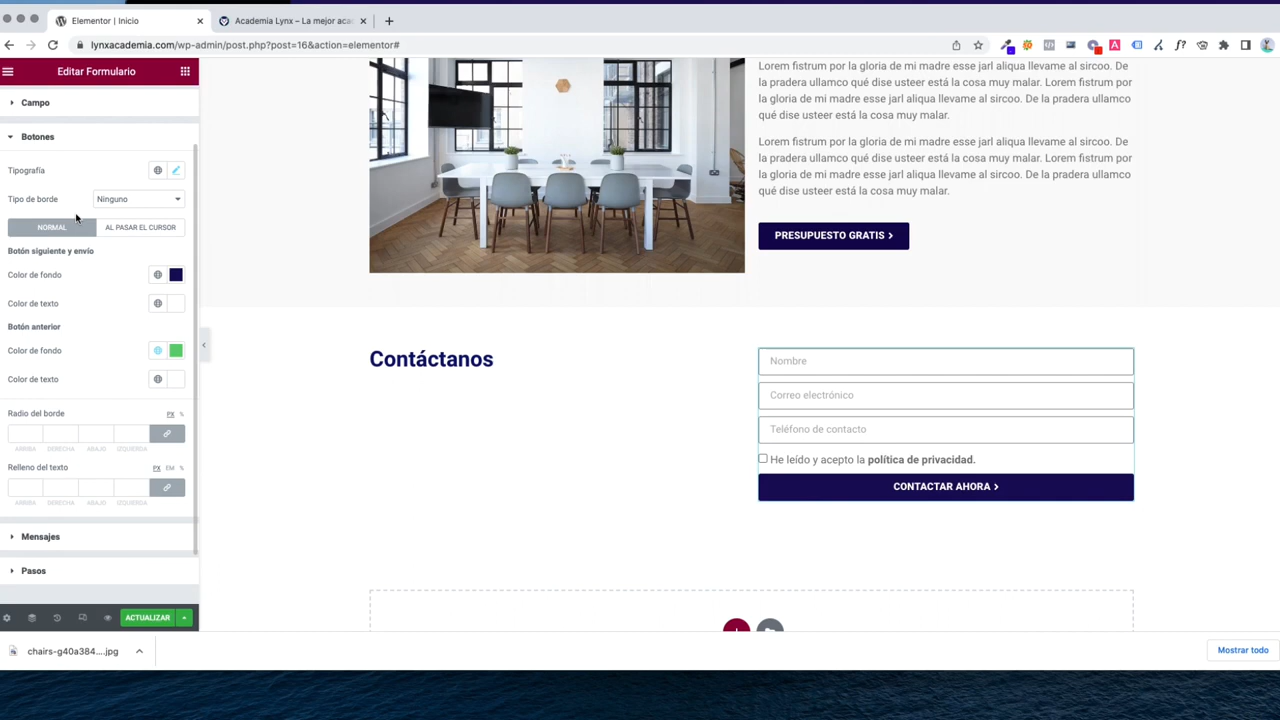 Elementor | Inicio
Academia Lynx – La mejor aca
lynxacademia.com/wp-admin/post.php?post=16&action=elementor#
Editar Formulario
Campo
Botones
Tipografía
Tipo de borde
Ninguno
NORMAL
AL PASAR EL CURSOR
Botón siguiente y envío
Color de fondo
Color de texto
Botón anterior
Color de fondo
Color de texto
Radio del borde
PX %
ARRIBA DERECHA ABAJO IZQUIERDA
Relleno del texto
PX EM %
ARRIBA DERECHA ABAJO IZQUIERDA
Mensajes
Pasos
ACTUALIZAR
Lorem fistrum por la gloria de mi madre esse jarl aliqua llevame al sircoo. De
la pradera ullamco qué dise usteer está la cosa muy malar. Lorem fistrum por
la gloria de mi madre esse jarl aliqua llevame al sircoo. De la pradera ullamco
qué dise usteer está la cosa muy malar.
Lorem fistrum por la gloria de mi madre esse jarl aliqua llevame al sircoo. De
la pradera ullamco qué dise usteer está la cosa muy malar. Lorem fistrum por
la gloria de mi madre esse jarl aliqua llevame al sircoo. De la pradera ullamco
qué dise usteer está la cosa muy malar.
PRESUPUESTO GRATIS >
Contáctanos
Nombre
Correo electrónico
Teléfono de contacto
He leído y acepto la política de privacidad.
CONTACTAR AHORA >
chairs-g40a384....jpg
Mostrar todo